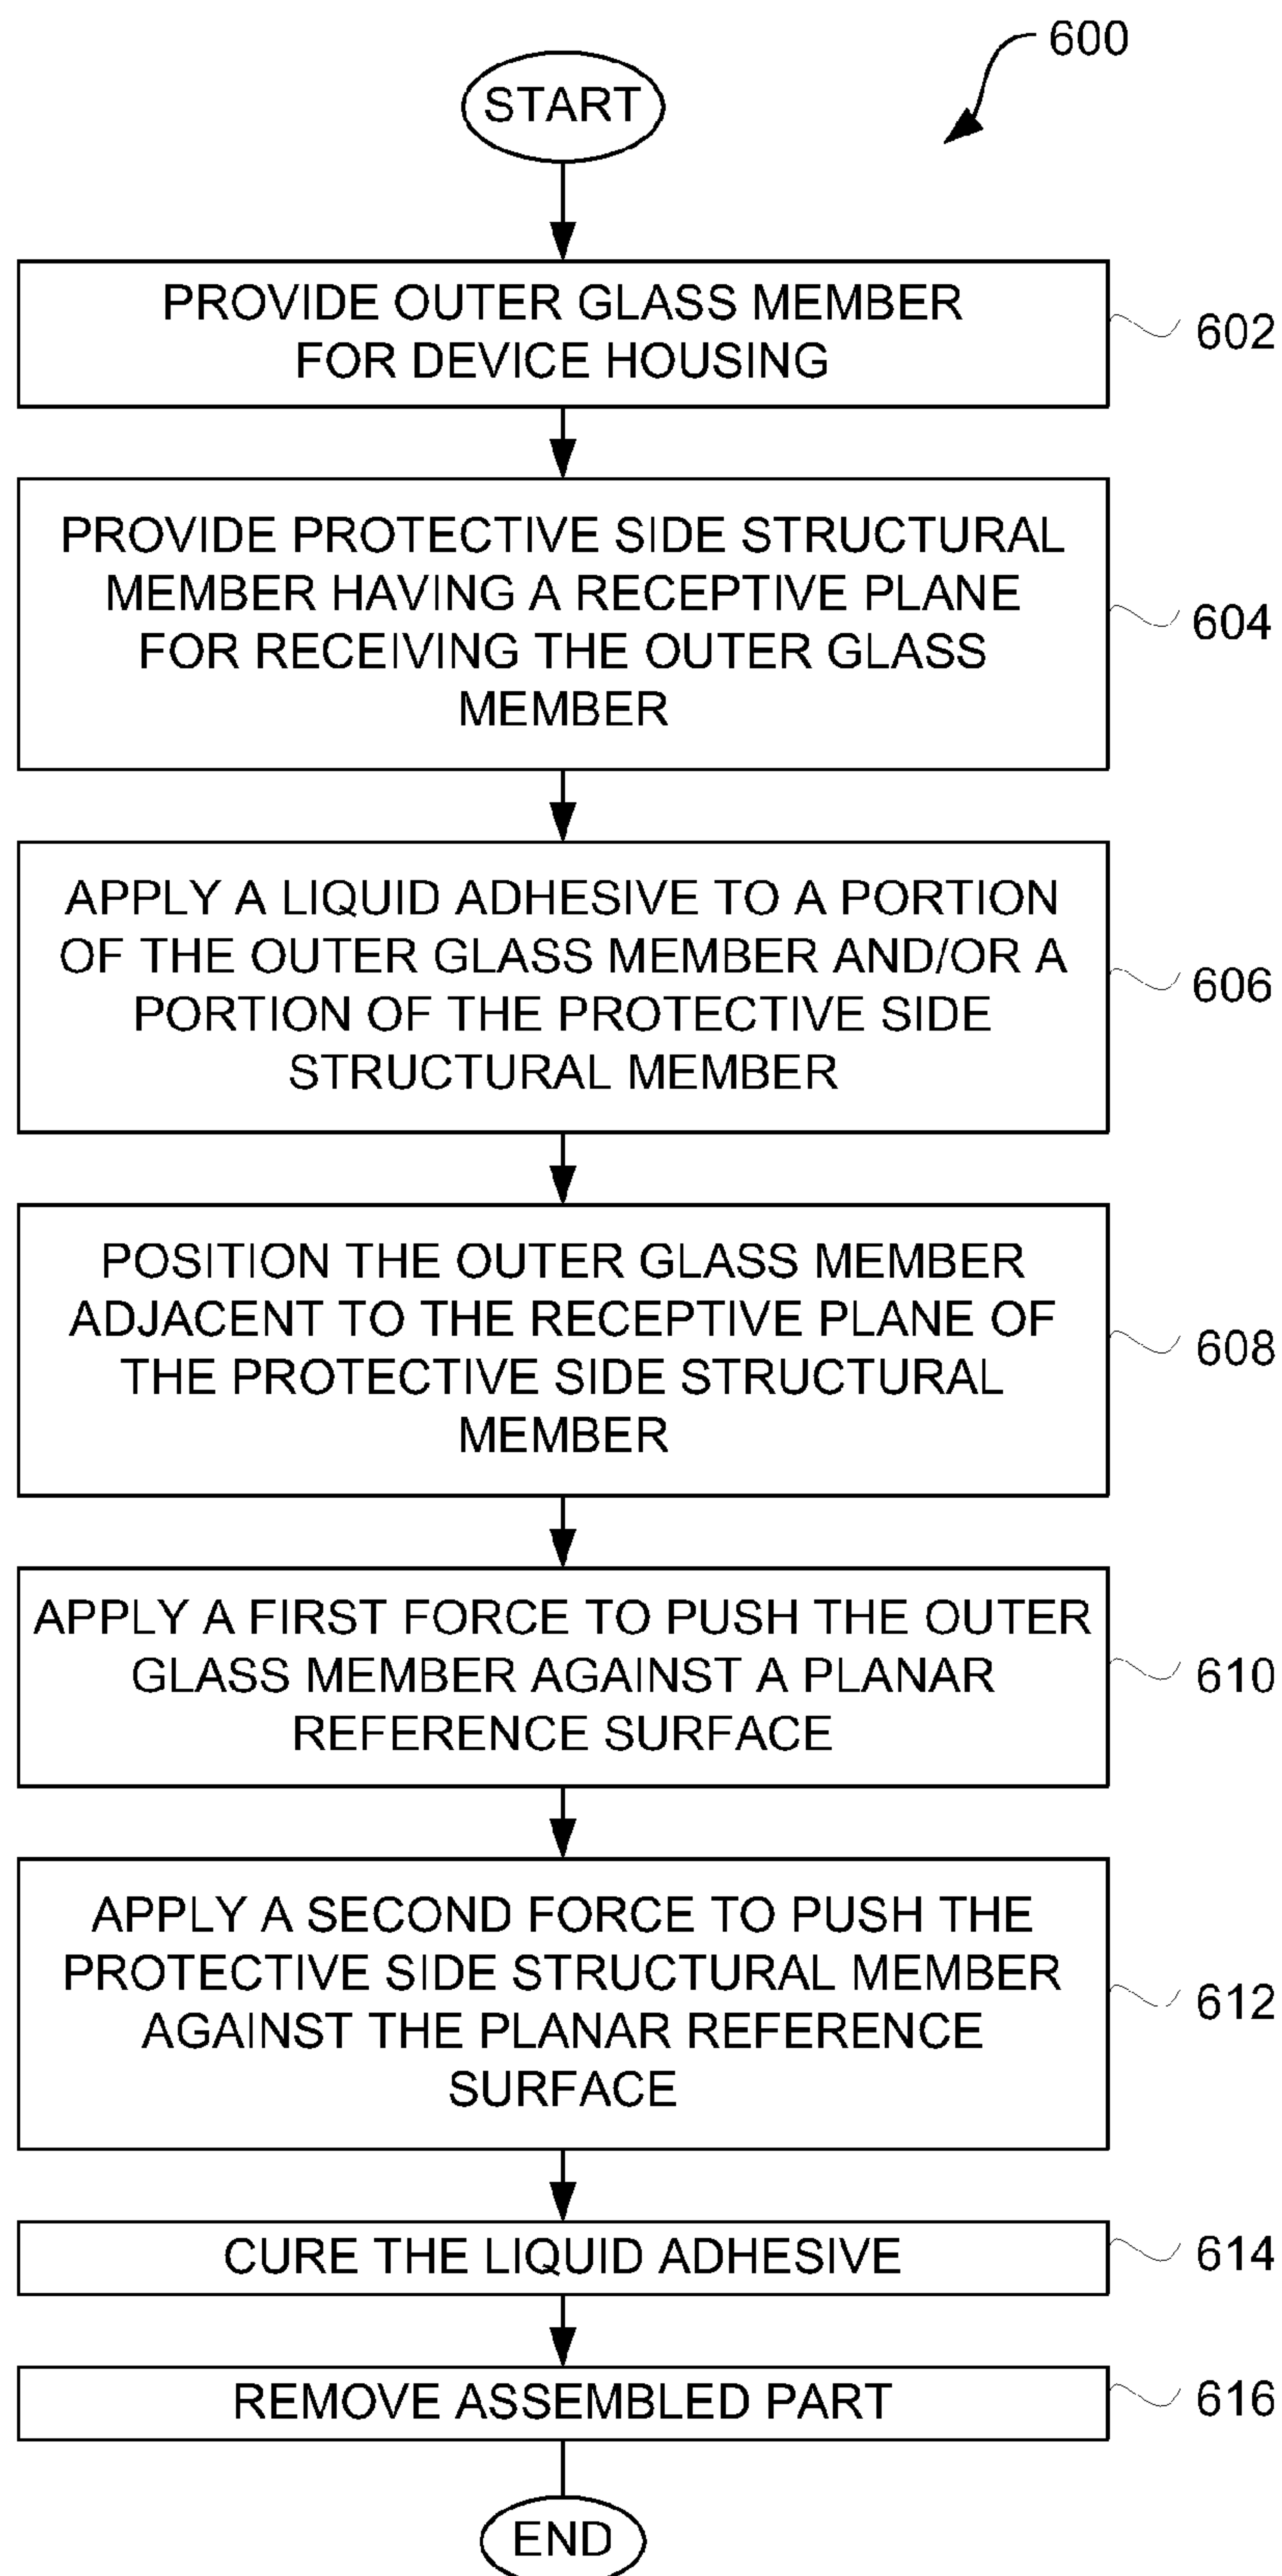 600
START
PROVIDE OUTER GLASS MEMBER
FOR DEVICE HOUSING
602
PROVIDE PROTECTIVE SIDE STRUCTURAL
MEMBER HAVING A RECEPTIVE PLANE
FOR RECEIVING THE OUTER GLASS
MEMBER
604
APPLY A LIQUID ADHESIVE TO A PORTION
OF THE OUTER GLASS MEMBER AND/OR A
PORTION OF THE PROTECTIVE SIDE
STRUCTURAL MEMBER
606
POSITION THE OUTER GLASS MEMBER
ADJACENT TO THE RECEPTIVE PLANE OF
THE PROTECTIVE SIDE STRUCTURAL
MEMBER
608
APPLY A FIRST FORCE TO PUSH THE OUTER
GLASS MEMBER AGAINST A PLANAR
REFERENCE SURFACE
610
APPLY A SECOND FORCE TO PUSH THE
PROTECTIVE SIDE STRUCTURAL MEMBER
AGAINST THE PLANAR REFERENCE
SURFACE
612
CURE THE LIQUID ADHESIVE
614
REMOVE ASSEMBLED PART
616
END